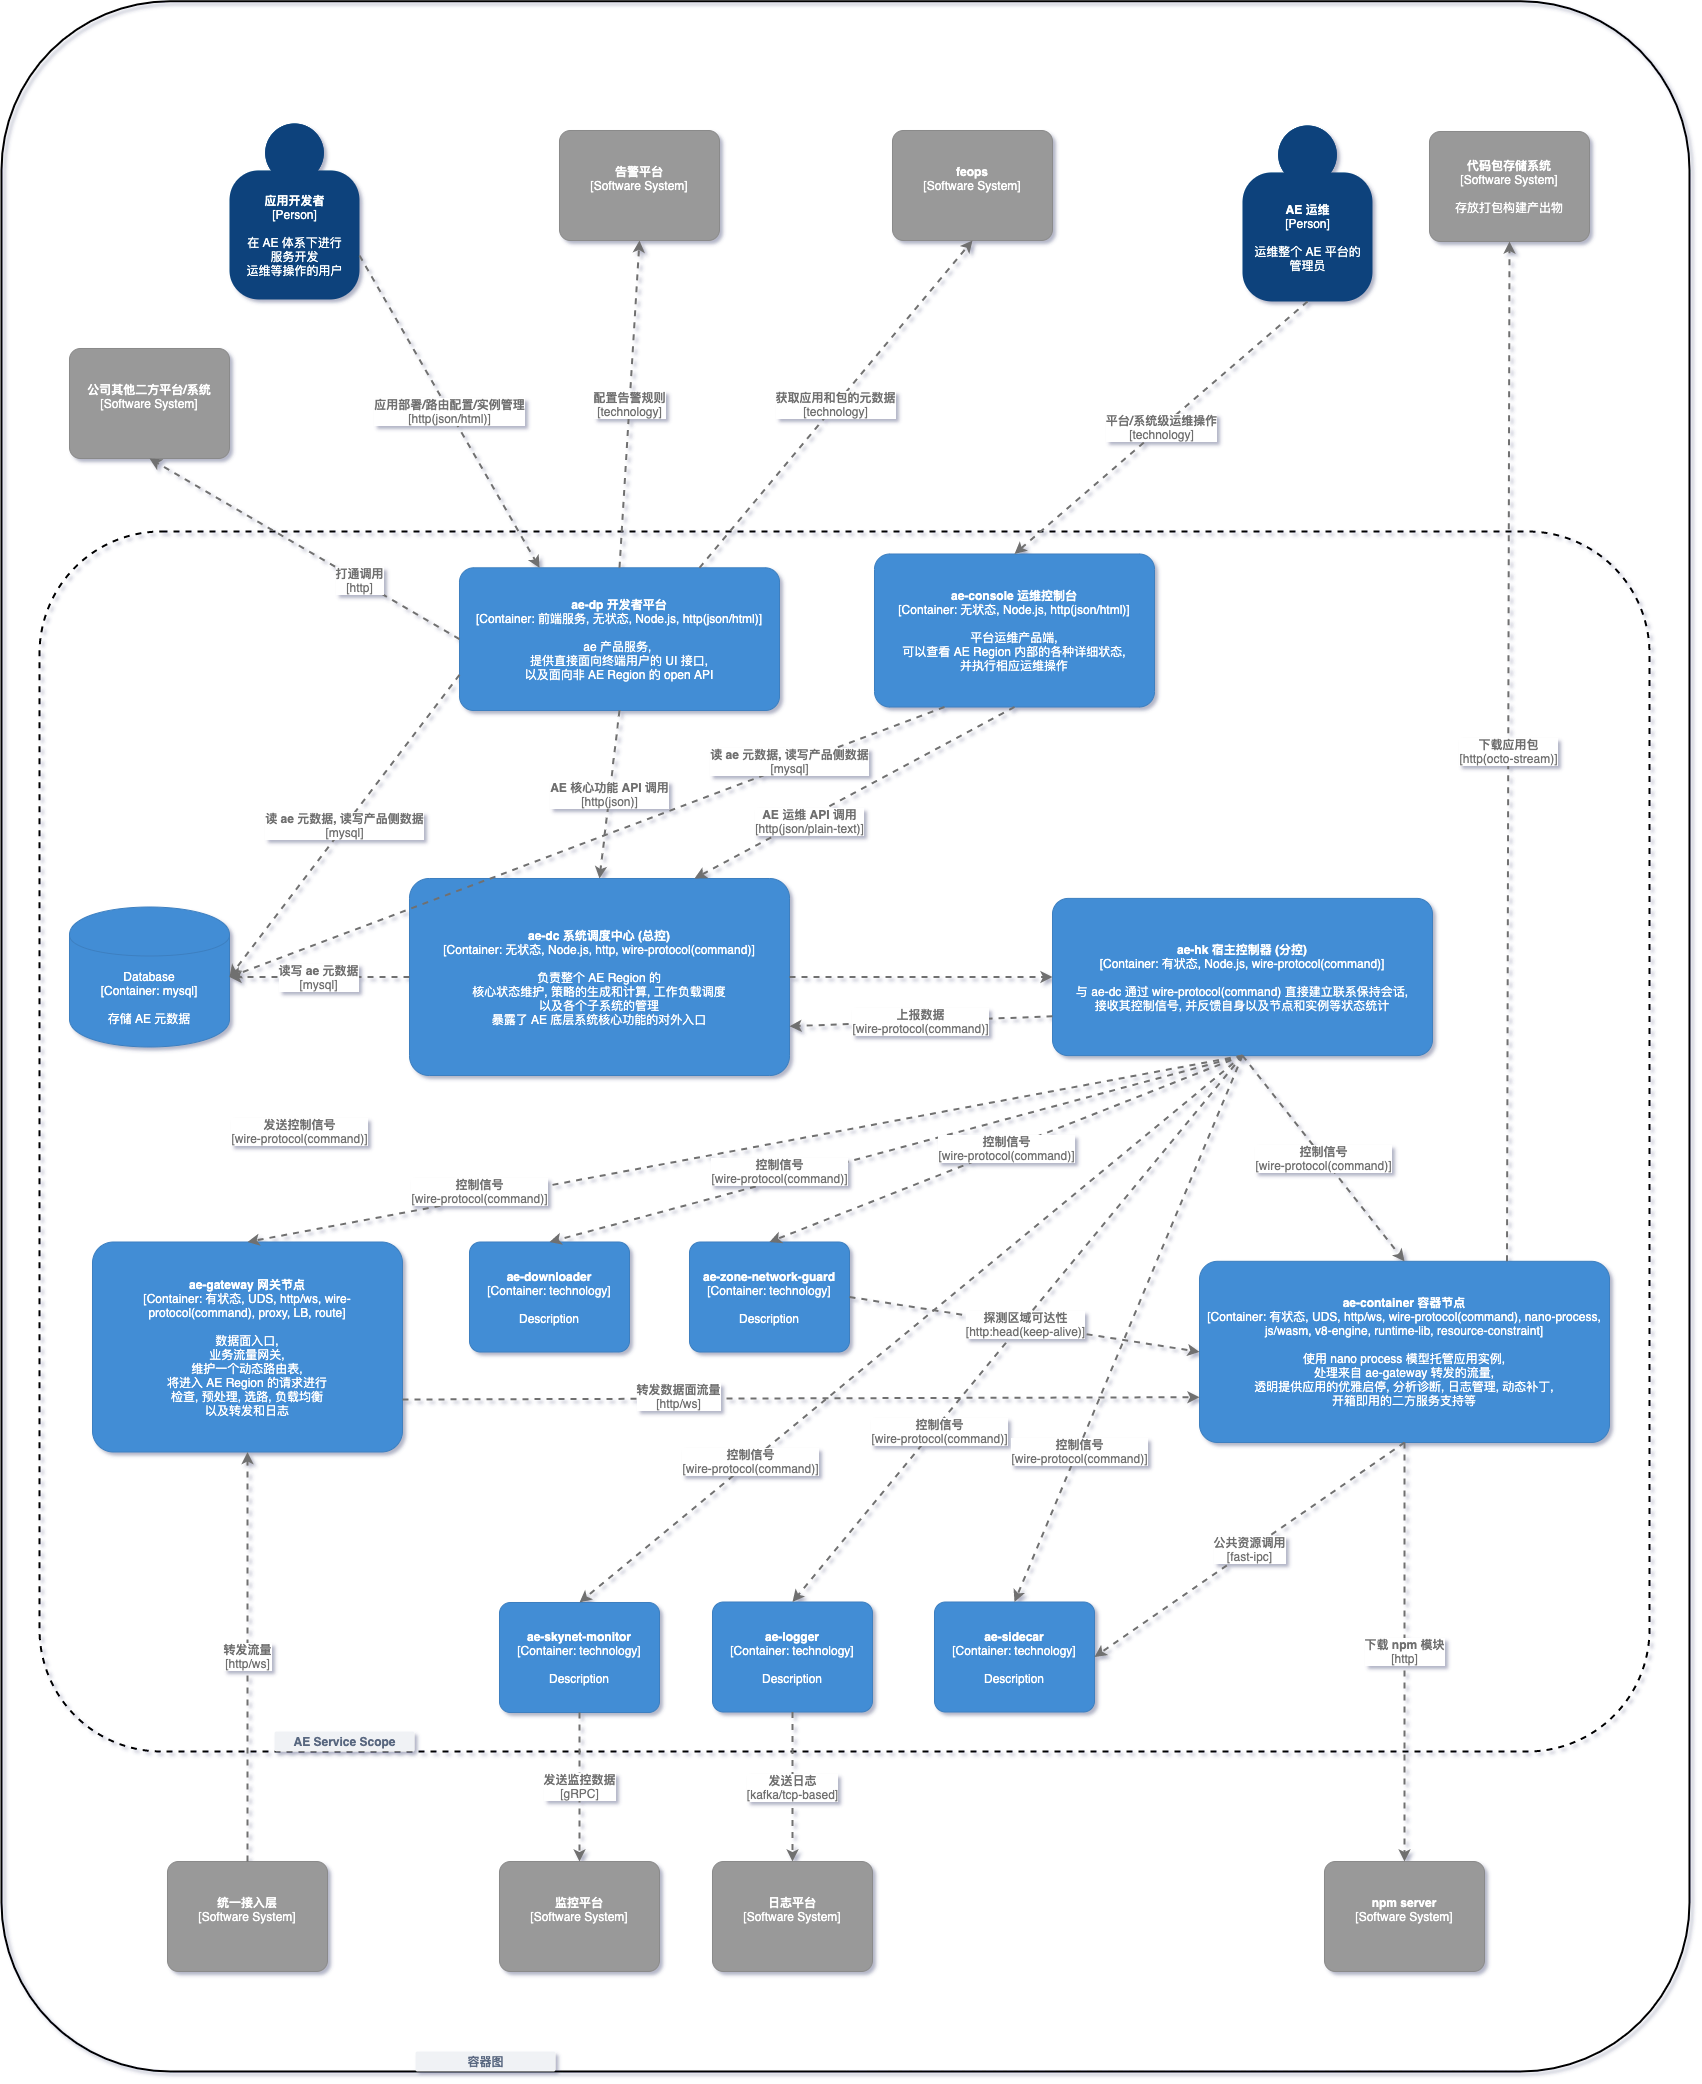 应用开发者
[Person]
在 AE 体系下进行
服务开发
运维等操作的用户
告警平台
[Software System]
feops
[Software System]
AE 运维
[Person]
运维整个 AE 平台的
管理员
代码包存储系统
[Software System]
存放打包构建产出物
公司其他二方平台/系统
[Software System]
应用部署/路由配置/实例管理
[http(json/html)]
配置告警规则
[technology]
获取应用和包的元数据
[technology]
平台/系统级运维操作
[technology]
打通调用
[http]
ae-dp 开发者平台
[Container: 前端服务, 无状态, Node.js, http(json/html)]
ae 产品服务,
提供直接面向终端用户的 UI 接口,
以及面向非 AE Region 的 open API
ae-console 运维控制台
[Container: 无状态, Node.js, http(json/html)]
平台运维产品端,
可以查看 AE Region 内部的各种详细状态,
并执行相应运维操作
读 ae 元数据, 读写产品侧数据
[mysql]
下载应用包
[http(octo-stream)]
AE 核心功能 API 调用
[http(json)]
AE 运维 API 调用
[http(json/plain-text)]
读 ae 元数据, 读写产品侧数据
[mysql]
Database
[Container: mysql]
存储 AE 元数据
读写 ae 元数据
[mysql]
ae-dc 系统调度中心 (总控)
[Container: 无状态, Node.js, http, wire-protocol(command)]
负责整个 AE Region 的
核心状态维护, 策略的生成和计算, 工作负载调度
以及各个子系统的管理
暴露了 AE 底层系统核心功能的对外入口
上报数据
[wire-protocol(command)]
ae-hk 宿主控制器 (分控)
[Container: 有状态, Node.js, wire-protocol(command)]
与 ae-dc 通过 wire-protocol(command) 直接建立联系保持会话,
接收其控制信号, 并反馈自身以及节点和实例等状态统计
发送控制信号
[wire-protocol(command)]
控制信号
[wire-protocol(command)]
控制信号
[wire-protocol(command)]
控制信号
[wire-protocol(command)]
控制信号
[wire-protocol(command)]
ae-gateway 网关节点
[Container: 有状态, UDS, http/ws, wire-
protocol(command), proxy, LB, route]
数据面入口,
业务流量网关,
维护一个动态路由表,
将进入 AE Region 的请求进行
检查, 预处理, 选路, 负载均衡
以及转发和日志
ae-downloader
[Container: technology]
Description
ae-zone-network-guard
[Container: technology]
Description
探测区域可达性
[http:head(keep-alive)]
ae-container 容器节点
[Container: 有状态, UDS, http/ws, wire-protocol(command), nano-process,
js/wasm, v8-engine, runtime-lib, resource-constraint]
使用 nano process 模型托管应用实例,
处理来自 ae-gateway 转发的流量,
透明提供应用的优雅启停, 分析诊断, 日志管理, 动态补丁,
开箱即用的二方服务支持等
转发数据面流量
[http/ws]
控制信号
[wire-protocol(command)]
控制信号
[wire-protocol(command)]
控制信号
[wire-protocol(command)]
公共资源调用
[fast-ipc]
转发流量
[http/ws]
ae-skynet-monitor
[Container: technology]
Description
ae-logger
[Container: technology]
Description
ae-sidecar
[Container: technology]
Description
下载 npm 模块
[http]
AE Service Scope
发送监控数据
[gRPC]
发送日志
[kafka/tcp-based]
统一接入层
[Software System]
监控平台
[Software System]
日志平台
[Software System]
npm server
[Software System]
容器图